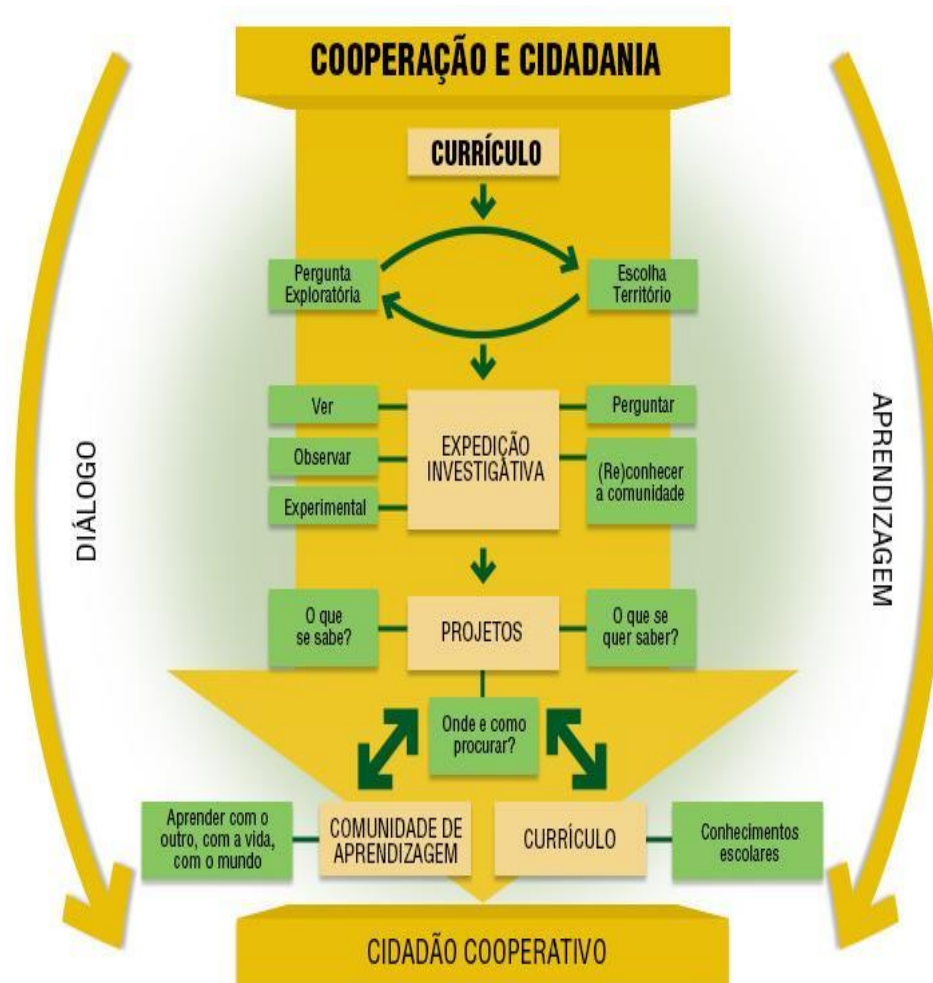 COOPERAÇÃO E CIDADANIA
CURRÍCULO
Pergunta
Exploratória
Escolha
Território
Ver
Observar
Experimental
EXPEDIÇÃO
INVESTIGATIVA
Perguntar
(Re)conhecer
a comunidade
DIÁLOGO
APRENDIZAGEM
O que
se sabe?
PROJETOS
O que se
quer saber?
Onde e como
procurar?
Aprender com o
outro, com a vida,
com o mundo
COMUNIDADE DE
APRENDIZAGEM
CURRÍCULO
Conhecimentos
escolares
CIDADÃO COOPERATIVO